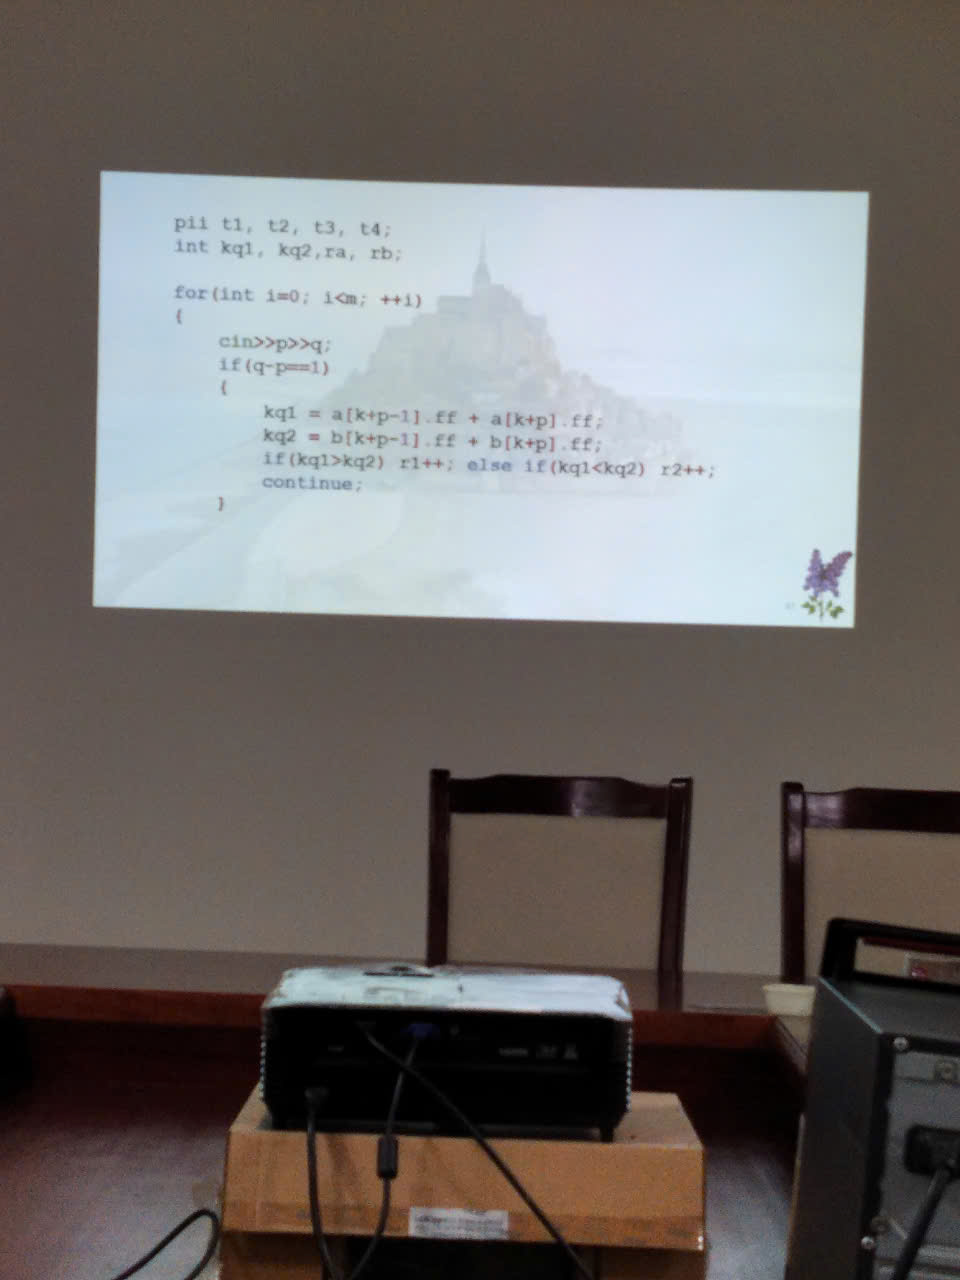 pii t1, t2, t3, t4;
int kq1, kq2,ra, rb;
for(int i=0; i<m; ++i)
{
cin>>p>>q;
if(q-p==1)
{
kq1 = a[k+p-1].ff + a[k+p].ff;
kq2 = b[k+p-1].ff + b[k+p].ff;
if(kq1>kq2) r1++; else if(kq1<kq2) r2++;
continue;
}